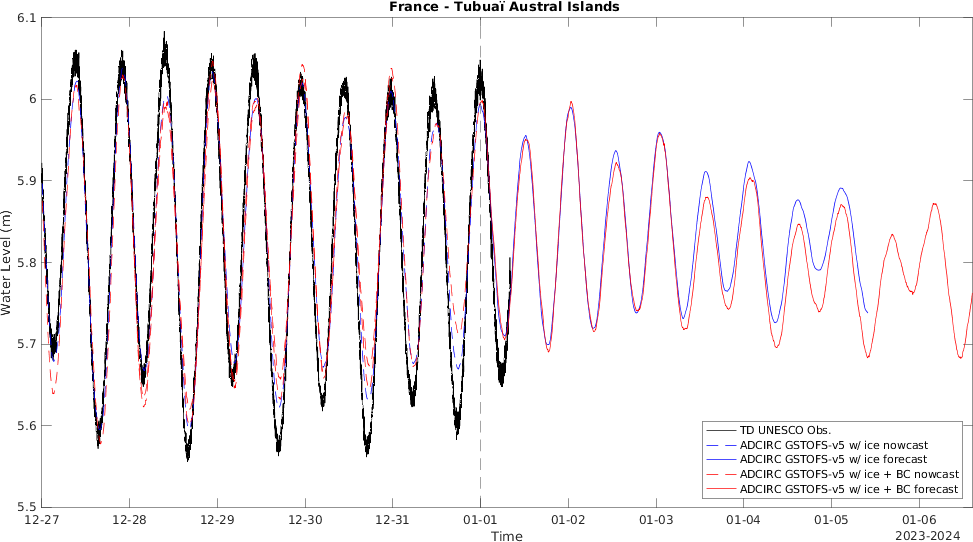 France - Tubuaï Austral Islands
Water Level (m)
6.1
6
5.9
5.8
5.7
5.6
5.5
TD UNESCO Obs.
ADCIRC GSTOFS-v5 w/ ice nowcast
ADCIRC GSTOFS-v5 w/ ice forecast
ADCIRC GSTOFS-v5 w/ ice + BC nowcast
ADCIRC GSTOFS-v5 w/ ice + BC forecast
12-27 12-28 12-29 12-30 12-31 01-01 01-02 01-03 01-04 01-05 01-06
Time
2023-2024